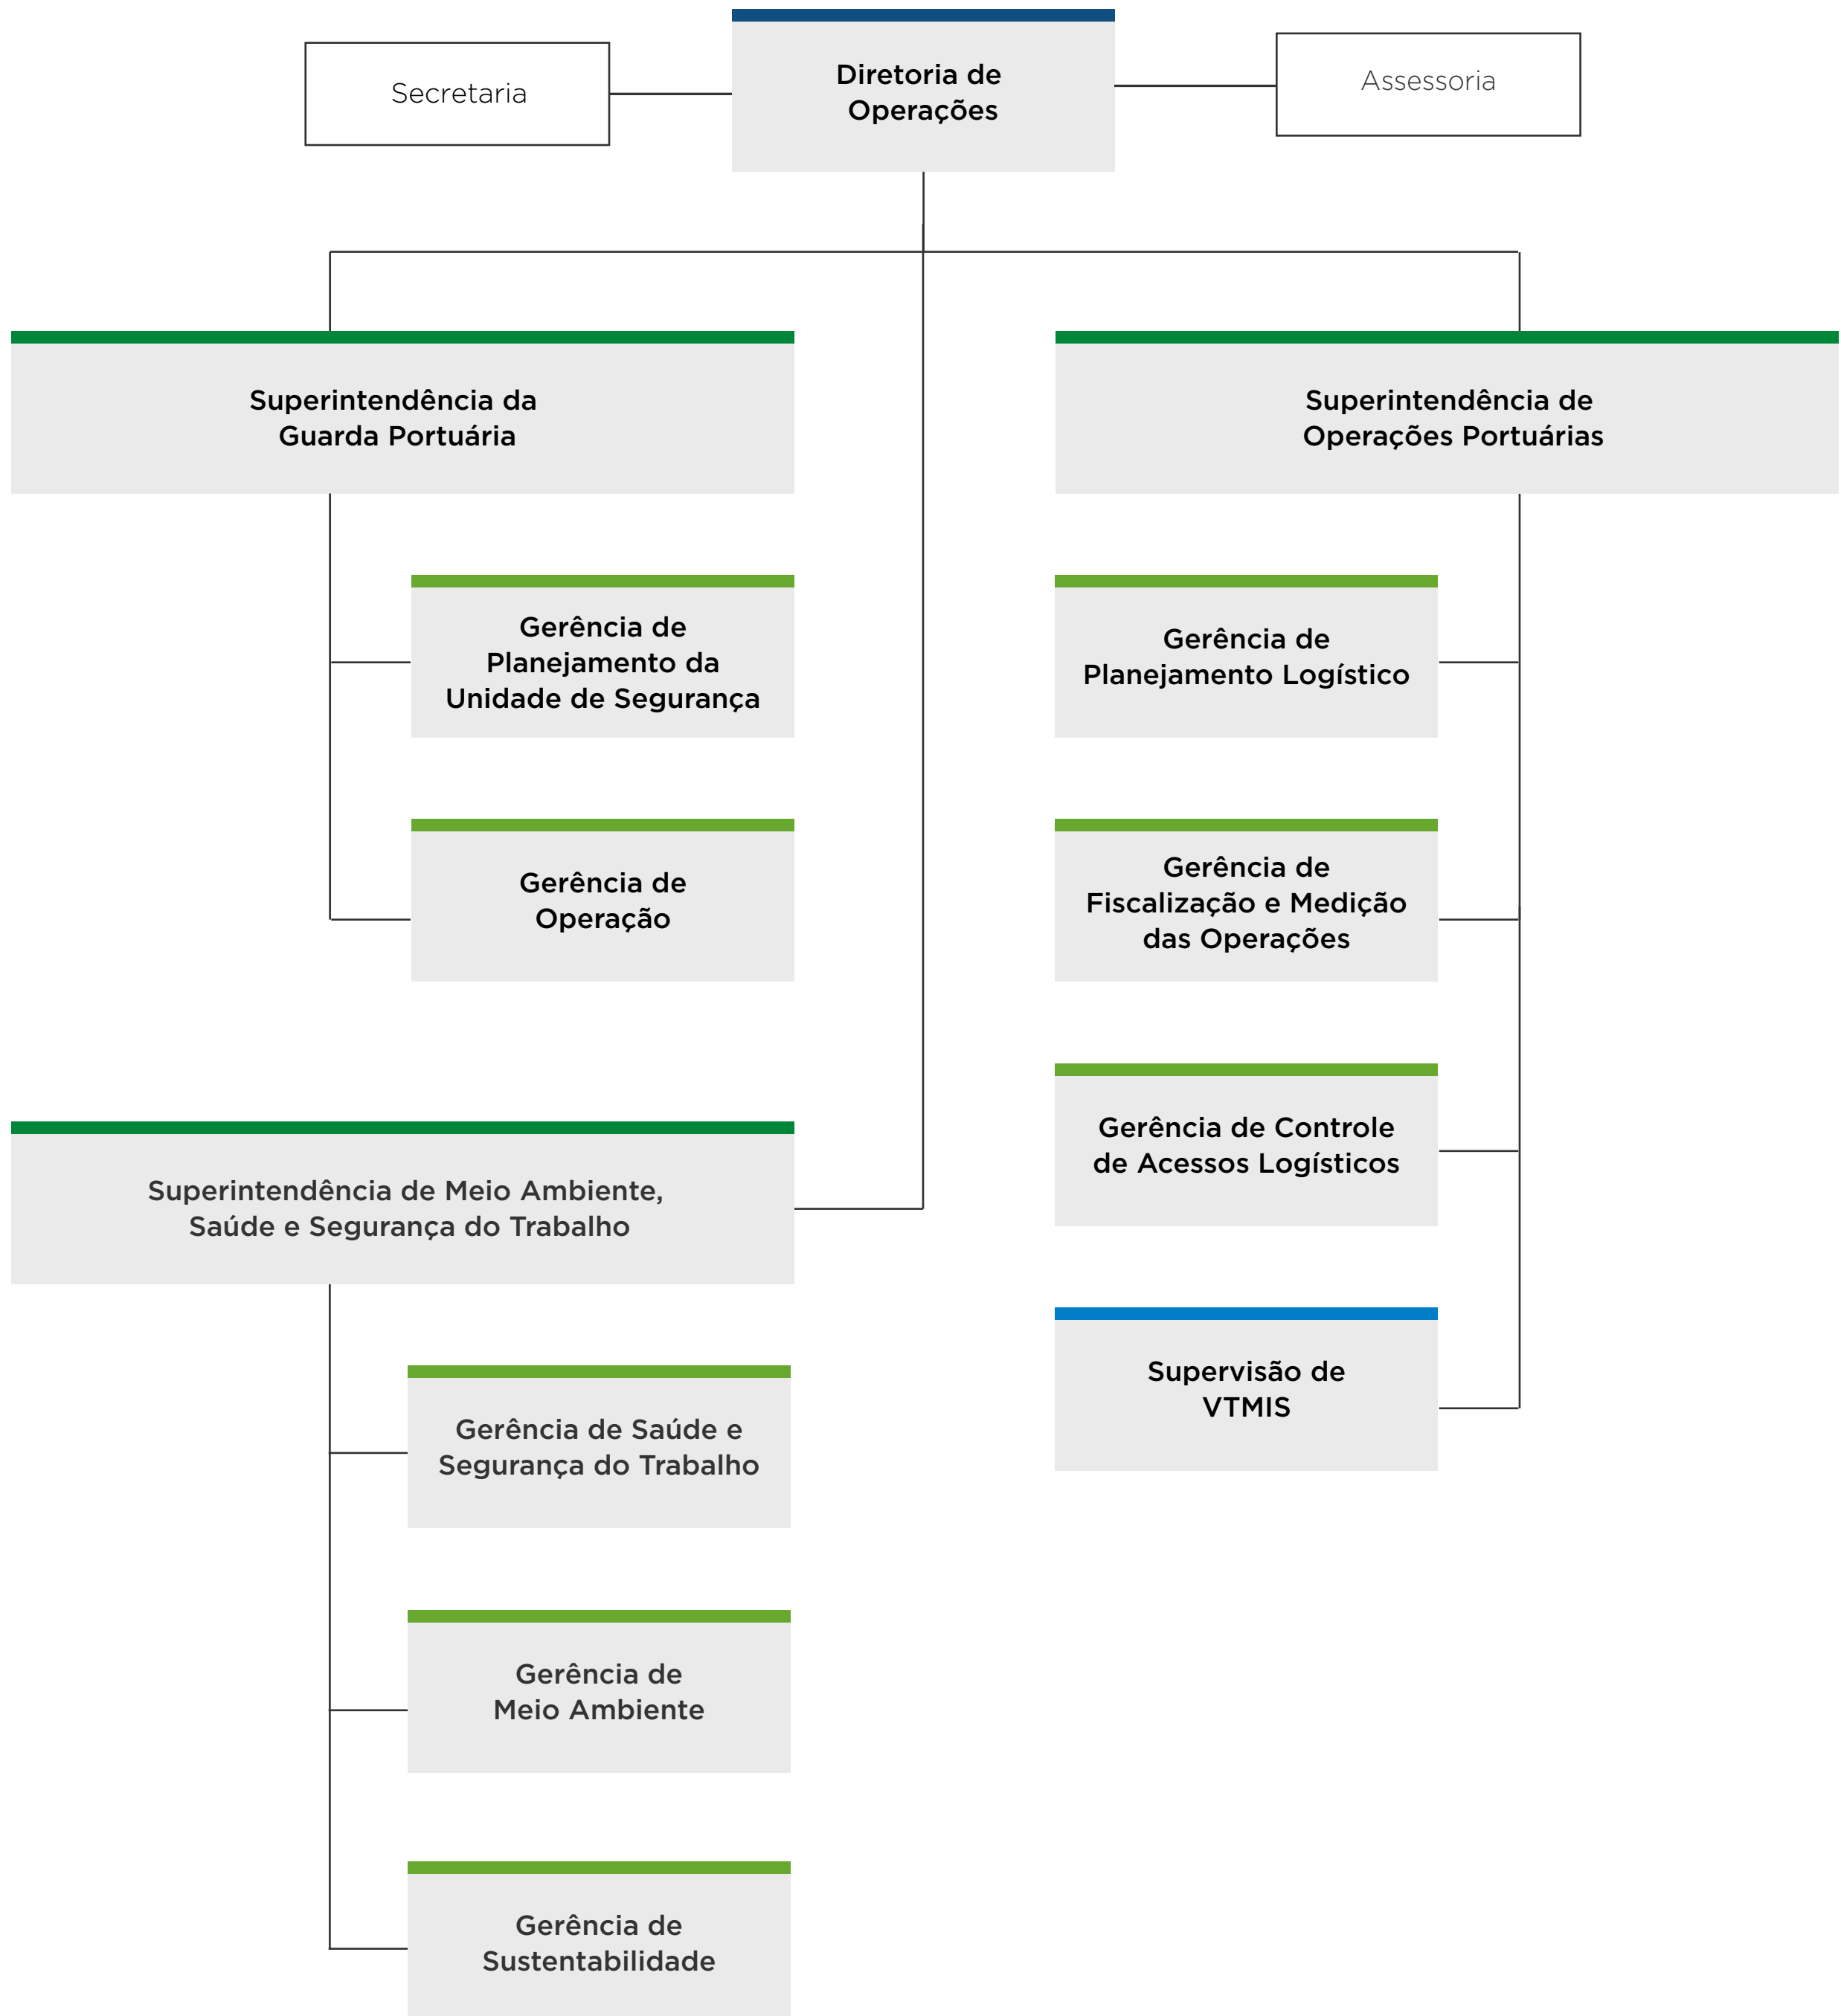 Secretaria
Diretoria de
Operações
Assessoria
Superintendência da
Guarda Portuária
Superintendência de
Operações Portuárias
Gerência de
Planejamento da
Unidade de Segurança
Gerência de
Planejamento Logístico
Gerência de
Operação
Gerência de
Fiscalização e Medição
das Operações
Gerência de Controle
de Acessos Logísticos
Superintendência de Meio Ambiente,
Saúde e Segurança do Trabalho
Supervisão de
VTMIS
Gerência de Saúde e
Segurança do Trabalho
Gerência de
Meio Ambiente
Gerência de
Sustentabilidade